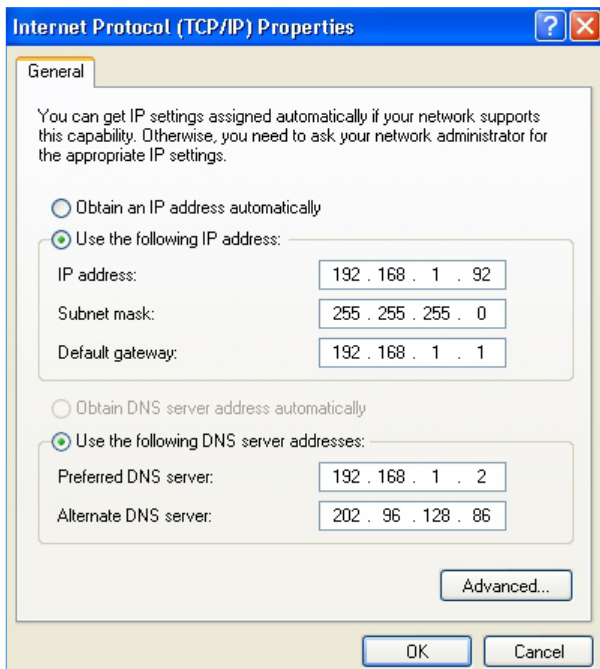 Internet Protocol (TCP/IP) Properties
General
You can get IP settings assigned automatically if your network supports
this capability. Otherwise, you need to ask your network administrator for
the appropriate IP settings.
Obtain an IP address automatically
Use the following IP address:
IP address: 192 . 168 . 1 . 92
Subnet mask: 255 . 255 . 255 . 0
Default gateway: 192 . 168 . 1 . 1
Obtain DNS server address automatically
Use the following DNS server addresses:
Preferred DNS server: 192 . 168 . 1 . 2
Alternate DNS server: 202 . 96 . 128 . 86
Advanced...
OK Cancel